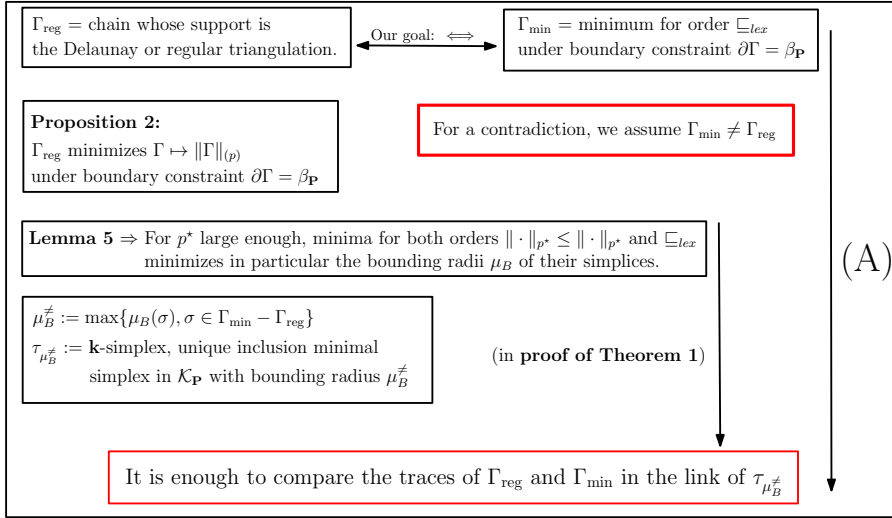 Γ_reg = chain whose support is
the Delaunay or regular triangulation.
Our goal: ⟺
Γ_min = minimum for order ⊑_lex
under boundary constraint ∂Γ = β_P
Proposition 2:
Γ_reg minimizes Γ ↦ ‖Γ‖_(p)
under boundary constraint ∂Γ = β_P
For a contradiction, we assume Γ_min ≠ Γ_reg
Lemma 5 ⇒ For p* large enough, minima for both orders ‖ · ‖_p* ≤ ‖ · ‖_p* and ⊑_lex
minimizes in particular the bounding radii μ_B of their simplices.
(A)
μ_B^≠ := max{μ_B(σ), σ ∈ Γ_min − Γ_reg}
τ_{μ_B^≠} := k-simplex, unique inclusion minimal
simplex in K_P with bounding radius μ_B^≠
(in proof of Theorem 1)
It is enough to compare the traces of Γ_reg and Γ_min in the link of τ_{μ_B^≠}